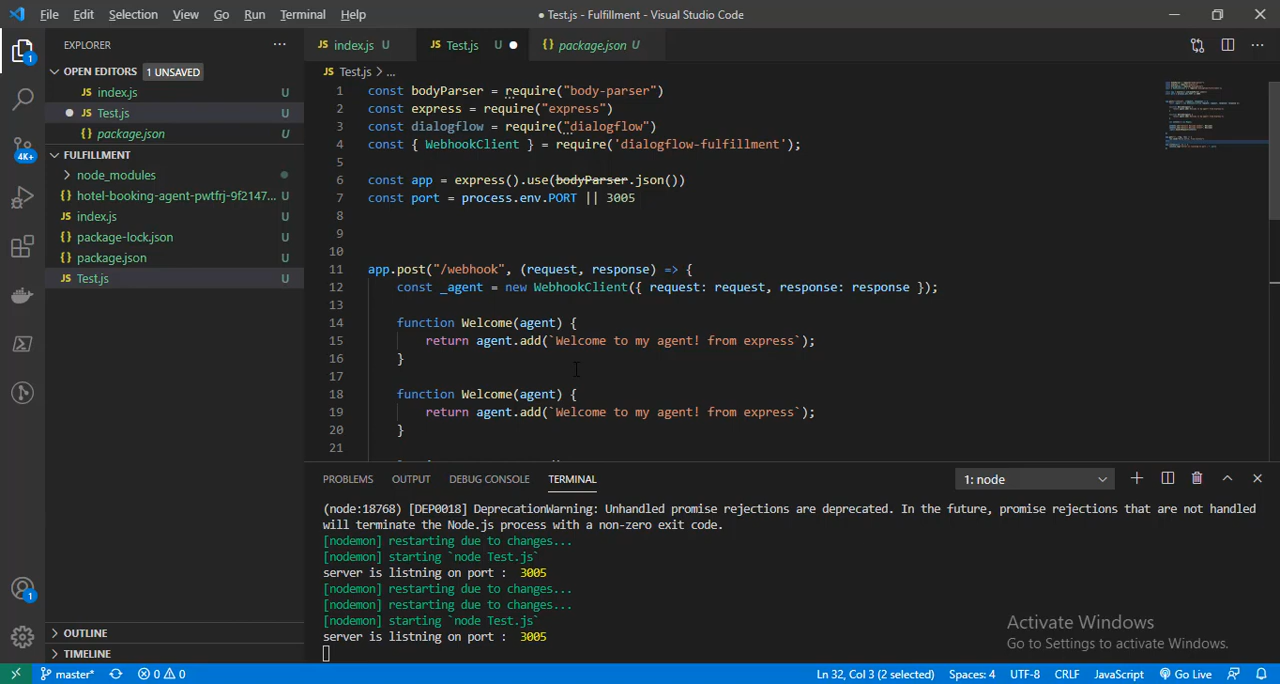 File Edit Selection View Go Run Terminal Help
● Test.js - Fulfillment - Visual Studio Code
EXPLORER
OPEN EDITORS 1 UNSAVED
JS index.js U
● JS Test.js U
{} package.json U
FULFILLMENT
node_modules
{} hotel-booking-agent-pwtfrj-9f2147... U
JS index.js U
{} package-lock.json U
{} package.json U
JS Test.js U
OUTLINE
TIMELINE
1
4K+
1
JS index.js U
JS Test.js U ●
{} package.json U
JS Test.js > ...
1 const bodyParser = require("body-parser")
2 const express = require("express")
3 const dialogflow = require("dialogflow")
4 const { WebhookClient } = require('dialogflow-fulfillment');
5
6 const app = express().use(bodyParser.json())
7 const port = process.env.PORT || 3005
8
9
10
11 app.post("/webhook", (request, response) => {
12 const _agent = new WebhookClient({ request: request, response: response });
13
14 function Welcome(agent) {
15 return agent.add(`Welcome to my agent! from express`);
16 }
17
18 function Welcome(agent) {
19 return agent.add(`Welcome to my agent! from express`);
20 }
21
PROBLEMS OUTPUT DEBUG CONSOLE TERMINAL
1: node
(node:18768) [DEP0018] DeprecationWarning: Unhandled promise rejections are deprecated. In the future, promise rejections that are not handled
will terminate the Node.js process with a non-zero exit code.
[nodemon] restarting due to changes...
[nodemon] starting `node Test.js`
server is listning on port : 3005
[nodemon] restarting due to changes...
[nodemon] restarting due to changes...
[nodemon] starting `node Test.js`
server is listning on port : 3005
Activate Windows
Go to Settings to activate Windows.
master* 0 0
Ln 32, Col 3 (2 selected) Spaces: 4 UTF-8 CRLF JavaScript Go Live